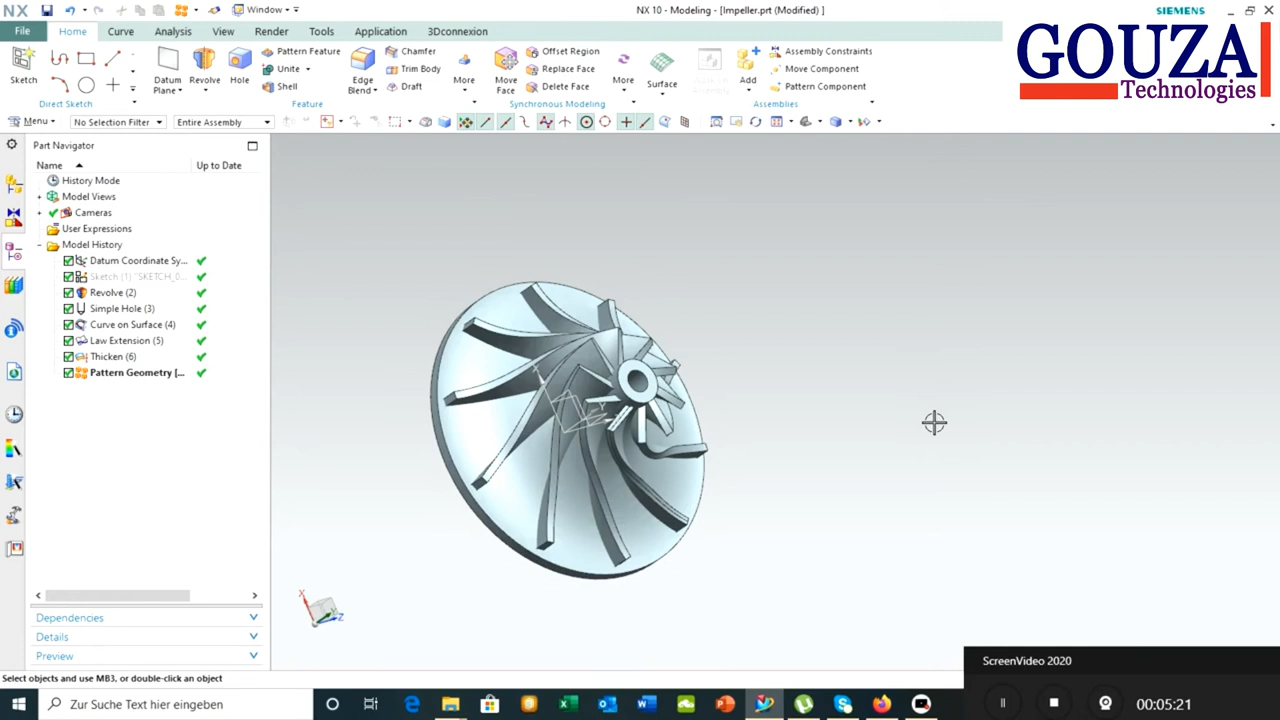 NX
Window
NX 10 - Modeling - [Impeller.prt (Modified) ]
SIEMENS
File Home Curve Analysis View Render Tools Application 3Dconnexion
GOUZA
Technologies
Sketch
Direct Sketch
Datum
Plane
Revolve
Hole
Pattern Feature
Unite
Shell
Edge
Blend
Chamfer
Trim Body
Draft
More
Feature
Move
Face
Offset Region
Replace Face
Delete Face
More
Synchronous Modeling
Surface
Add
Assembly Constraints
Move Component
Pattern Component
Assemblies
Menu
No Selection Filter
Entire Assembly
Part Navigator
Name Up to Date
History Mode
Model Views
Cameras
User Expressions
Model History
Datum Coordinate Sy...
Sketch (1) "SKETCH_0...
Revolve (2)
Simple Hole (3)
Curve on Surface (4)
Law Extension (5)
Thicken (6)
Pattern Geometry [...
Dependencies
Details
Preview
X
Y
Z
Select objects and use MB3, or double-click an object
ScreenVideo 2020
00:05:21
Zur Suche Text hier eingeben